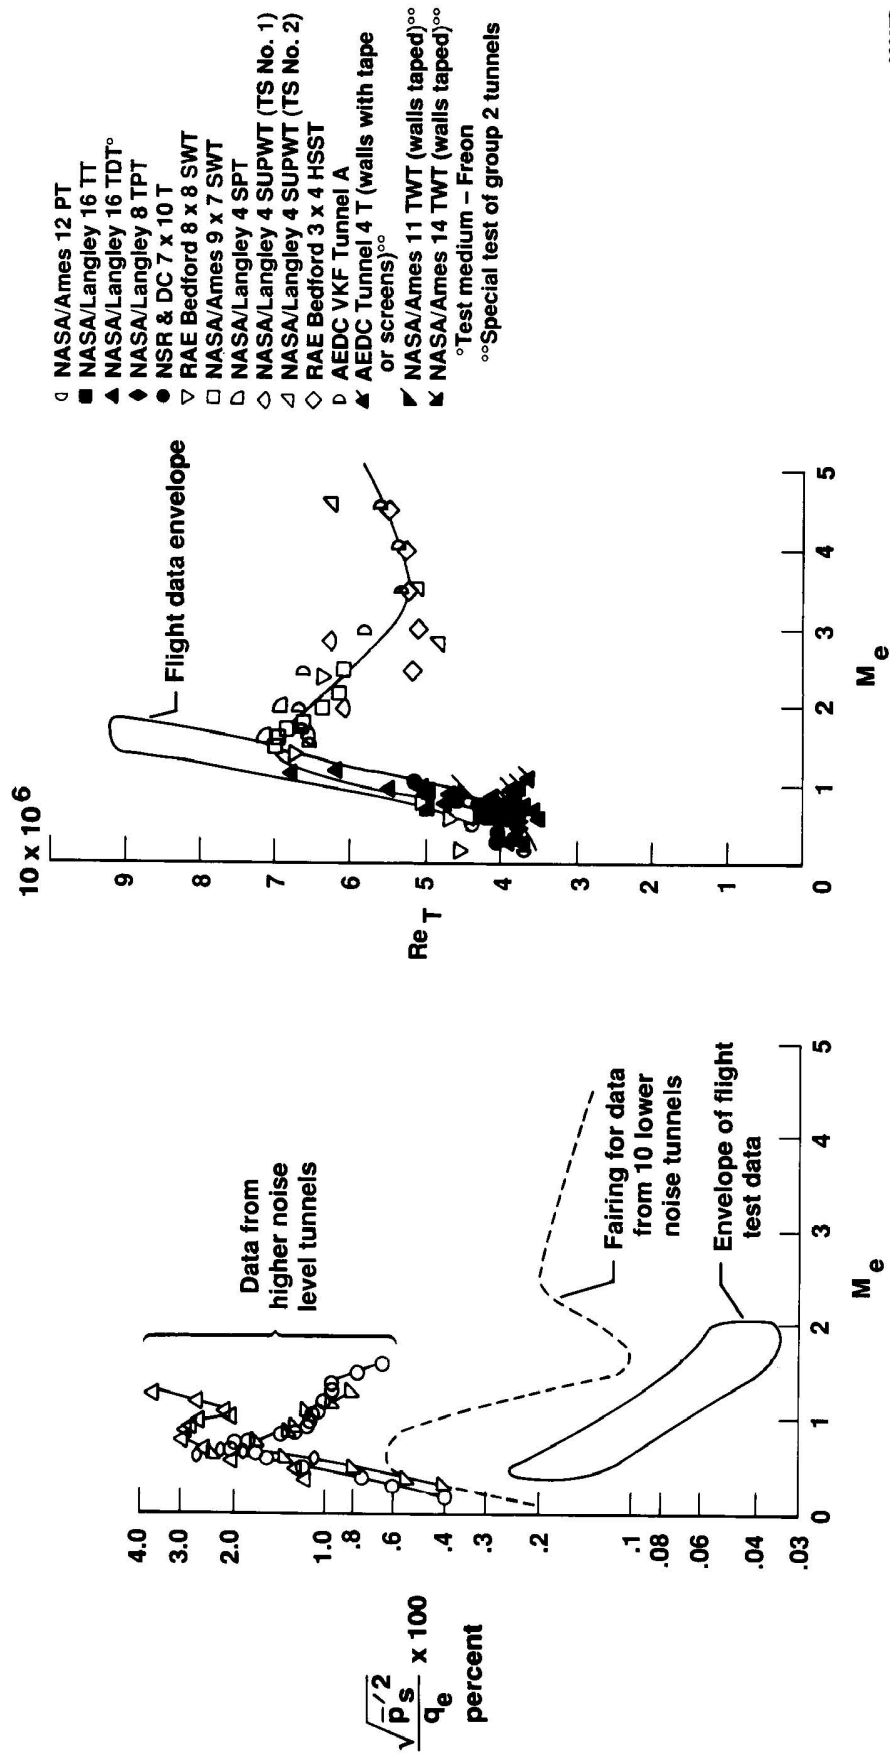 4.0
3.0
2.0
1.0
.8
.6
.4
.3
.2
.1
.08
.06
.04
.03
√p̄s′2
qe
x 100
percent
Data from
higher noise
level tunnels
Fairing for data
from 10 lower
noise tunnels
Envelope of flight
test data
0
1
2
3
4
5
Me
10 x 10^6
9
8
7
6
5
4
3
2
1
0
ReT
Flight data envelope
1
2
3
4
5
Me
NASA/Ames 12 PT
NASA/Langley 16 TT
NASA/Langley 16 TDT°
NASA/Langley 8 TPT
NSR & DC 7 x 10 T
RAE Bedford 8 x 8 SWT
NASA/Ames 9 x 7 SWT
NASA/Langley 4 SPT
NASA/Langley 4 SUPWT (TS No. 1)
NASA/Langley 4 SUPWT (TS No. 2)
RAE Bedford 3 x 4 HSST
AEDC VKF Tunnel A
AEDC Tunnel 4 T (walls with tape
or screens)°°
NASA/Ames 11 TWT (walls taped)°°
NASA/Ames 14 TWT (walls taped)°°
°Test medium – Freon
°°Special test of group 2 tunnels